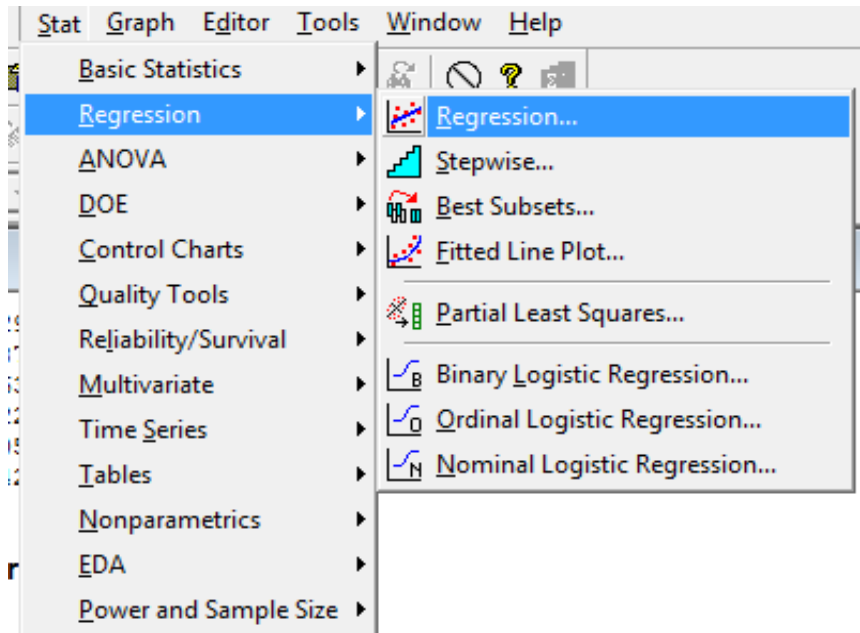 Stat Graph Editor Tools Window Help
Basic Statistics
Regression
ANOVA
DOE
Control Charts
Quality Tools
Reliability/Survival
Multivariate
Time Series
Tables
Nonparametrics
EDA
Power and Sample Size
Regression...
Stepwise...
Best Subsets...
Fitted Line Plot...
Partial Least Squares...
Binary Logistic Regression...
Ordinal Logistic Regression...
Nominal Logistic Regression...